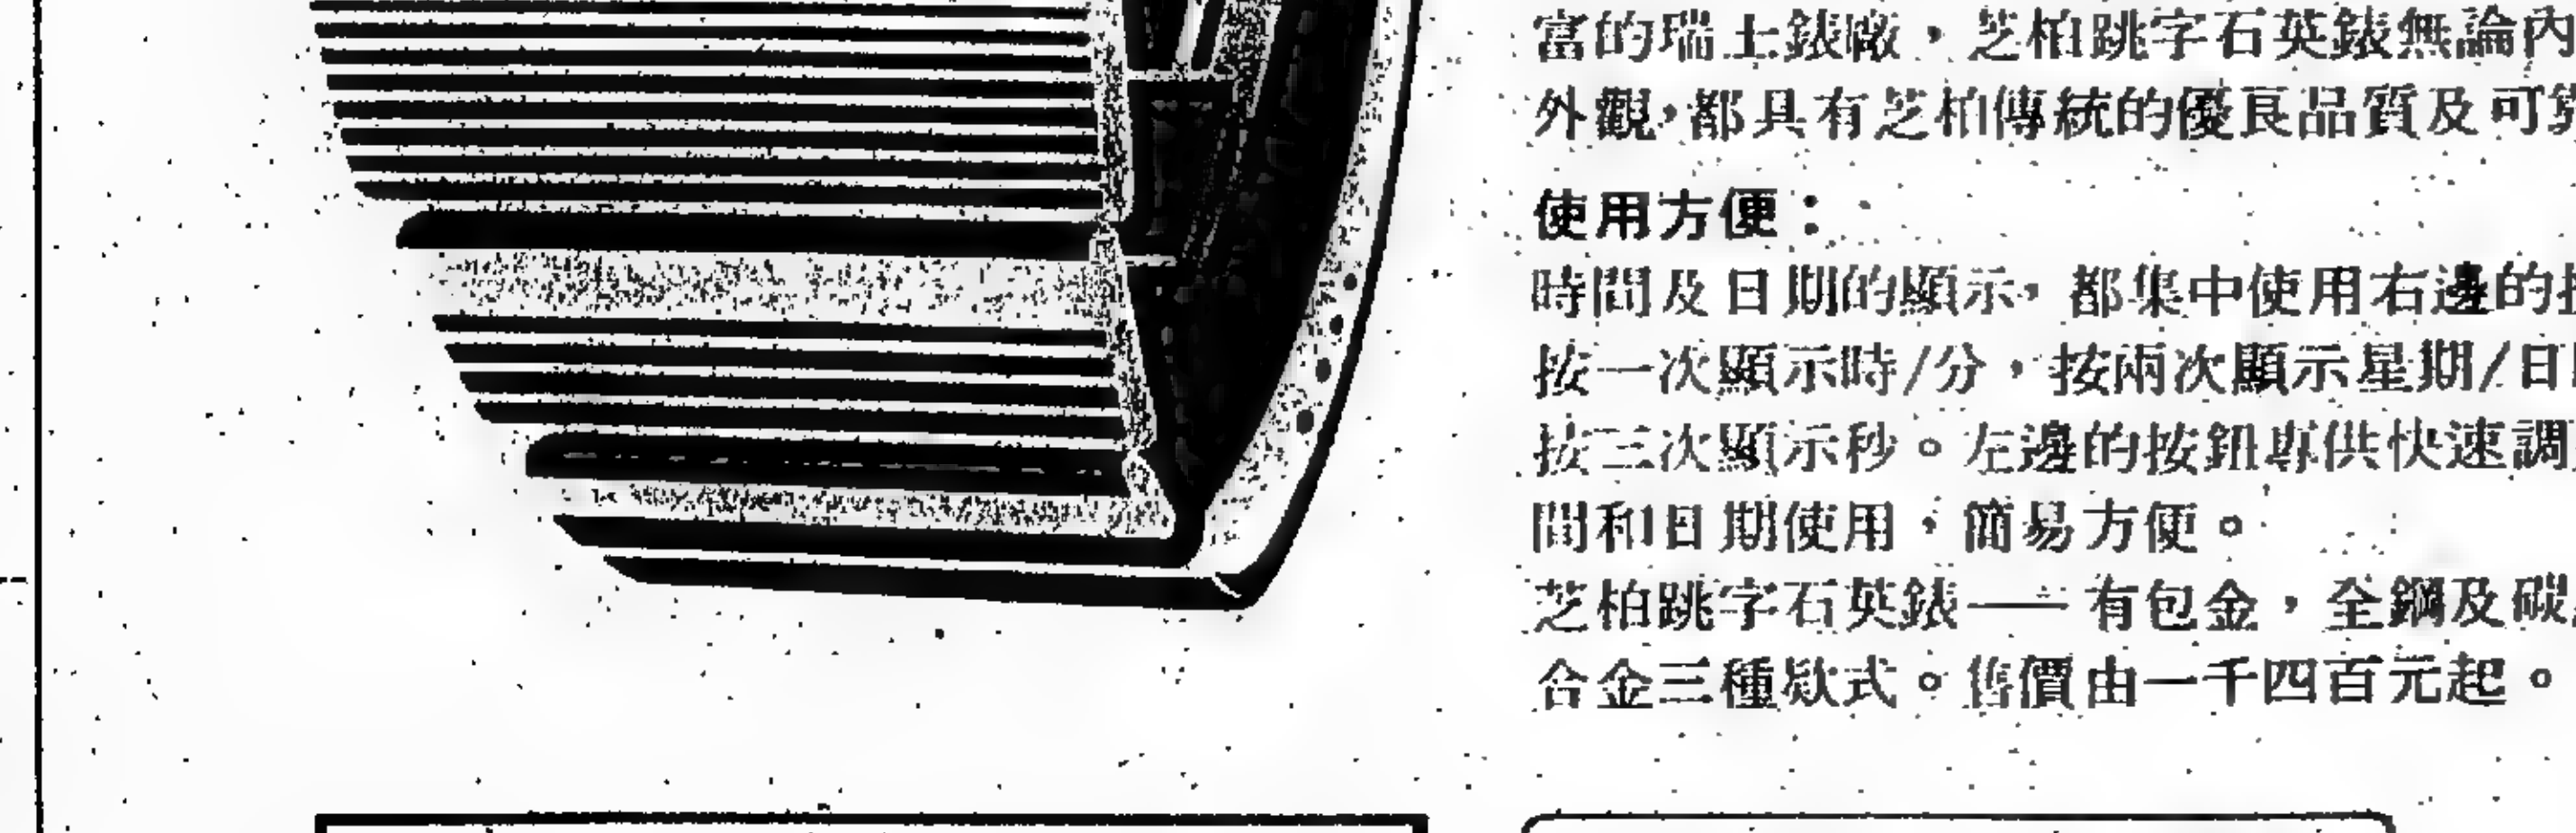 富的瑞士錶廠，芝柏跳字石英錶無論內
外觀，都具有芝柏傳統的優良品質及可
使用方便：
時間及日期的顯示，都集中使用右邊的
按一次顯示時/分，按兩次顯示星期/日
按三次顯示秒。左邊的按鈕專供快速調
間和日期使用，簡易方便。
芝柏跳字石英錶——有包金，全鋼及碳
合金三種欵式。售價由一千四百元起。